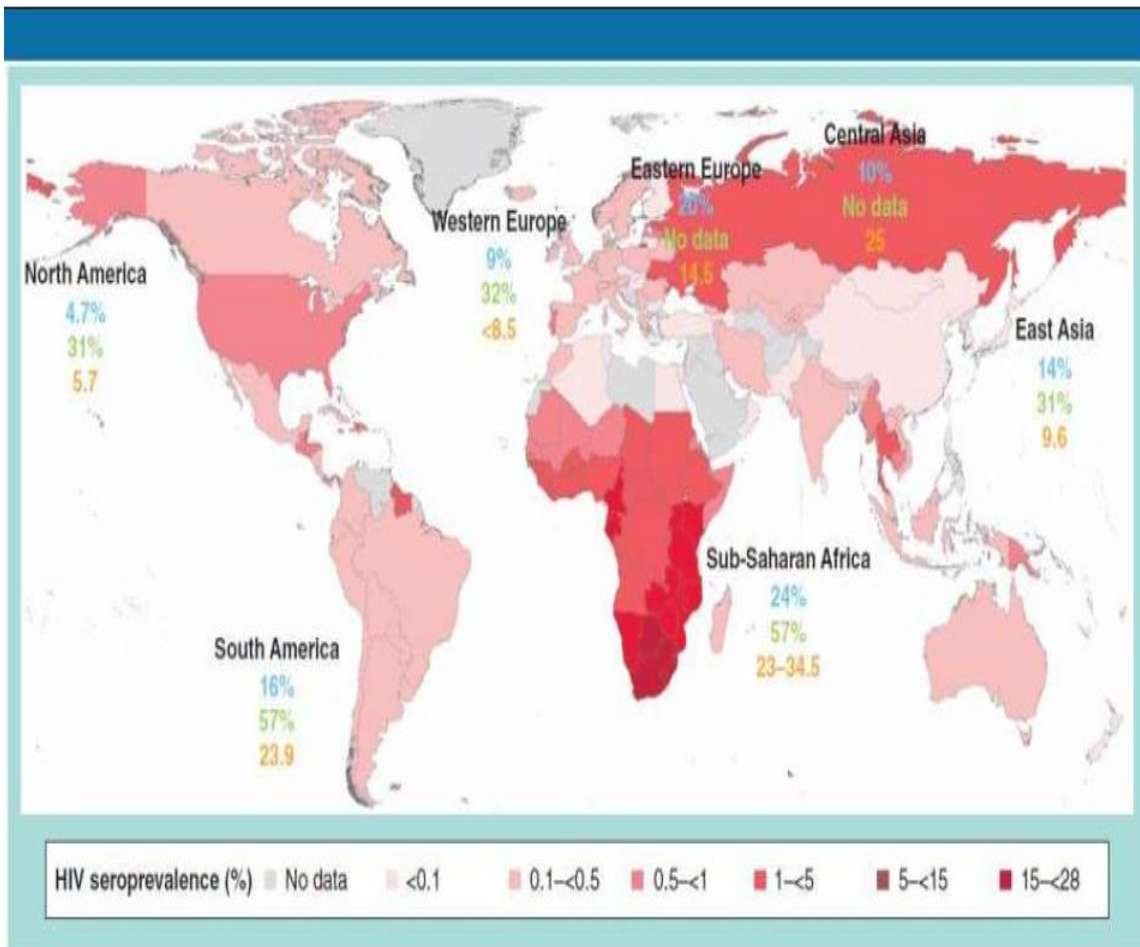 Central Asia
10%
No data
25
Eastern Europe
20%
No data
14.5
Western Europe
9%
32%
<8.5
North America
4.7%
31%
5.7
East Asia
14%
31%
9.6
Sub-Saharan Africa
24%
57%
23–34.5
South America
16%
57%
23.9
HIV seroprevalence (%) No data <0.1 0.1–<0.5 0.5–<1 1–<5 5–<15 15–<28